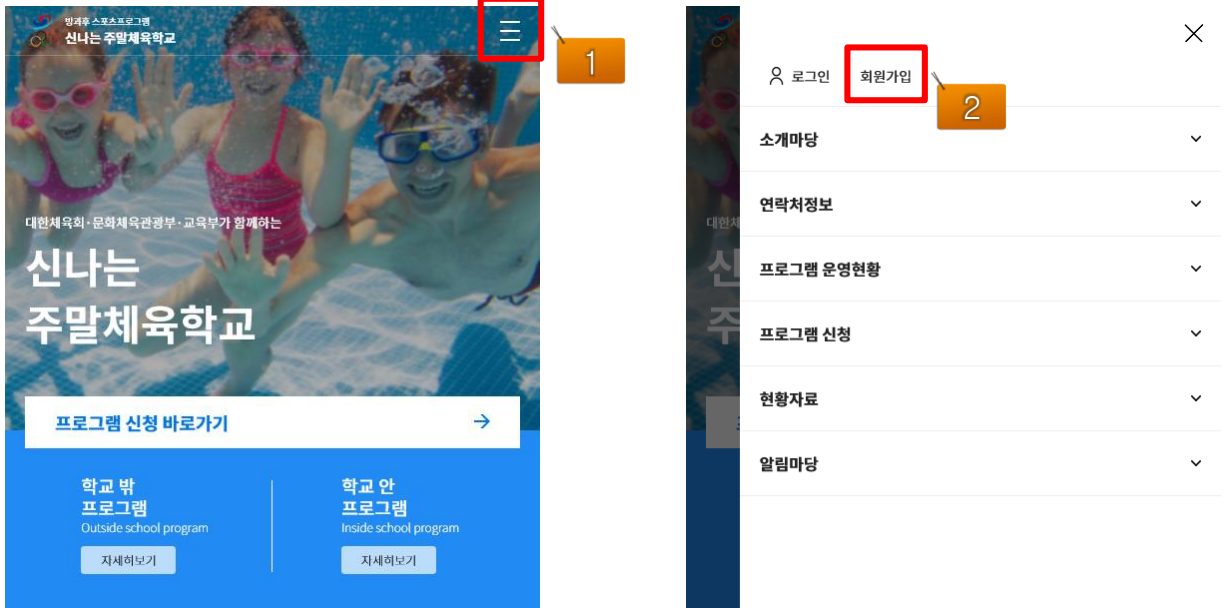 방과후 스포츠프로그램
신나는 주말체육학교
1
대한체육회·문화체육관광부·교육부가 함께하는
신나는
주말체육학교
프로그램 신청 바로가기
학교 밖
프로그램
Outside school program
자세히보기
학교 안
프로그램
Inside school program
자세히보기
로그인 회원가입
2
소개마당
연락처정보
프로그램 운영현황
프로그램 신청
현황자료
알림마당
대한체
신
주